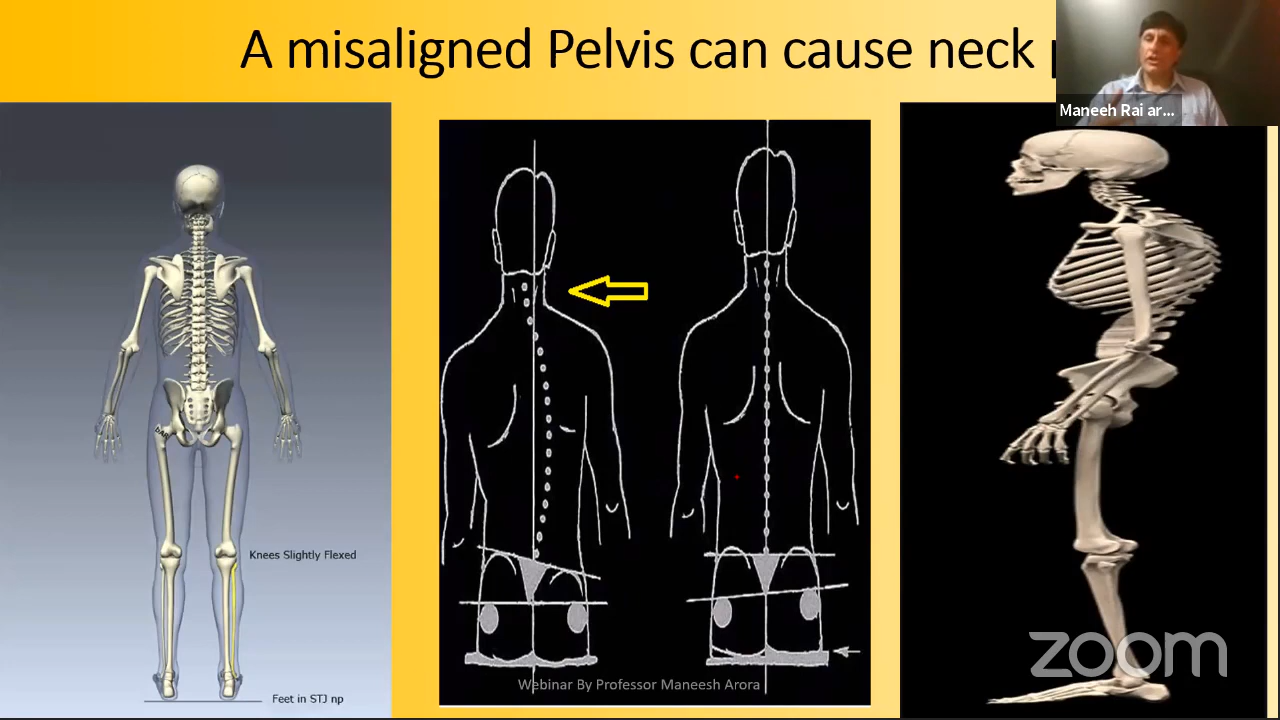 A misaligned Pelvis can cause neck
Maneeh Rai ar...
Knees Slightly Flexed
Feet in STJ np
Webinar By Professor Maneesh Arora
zoom